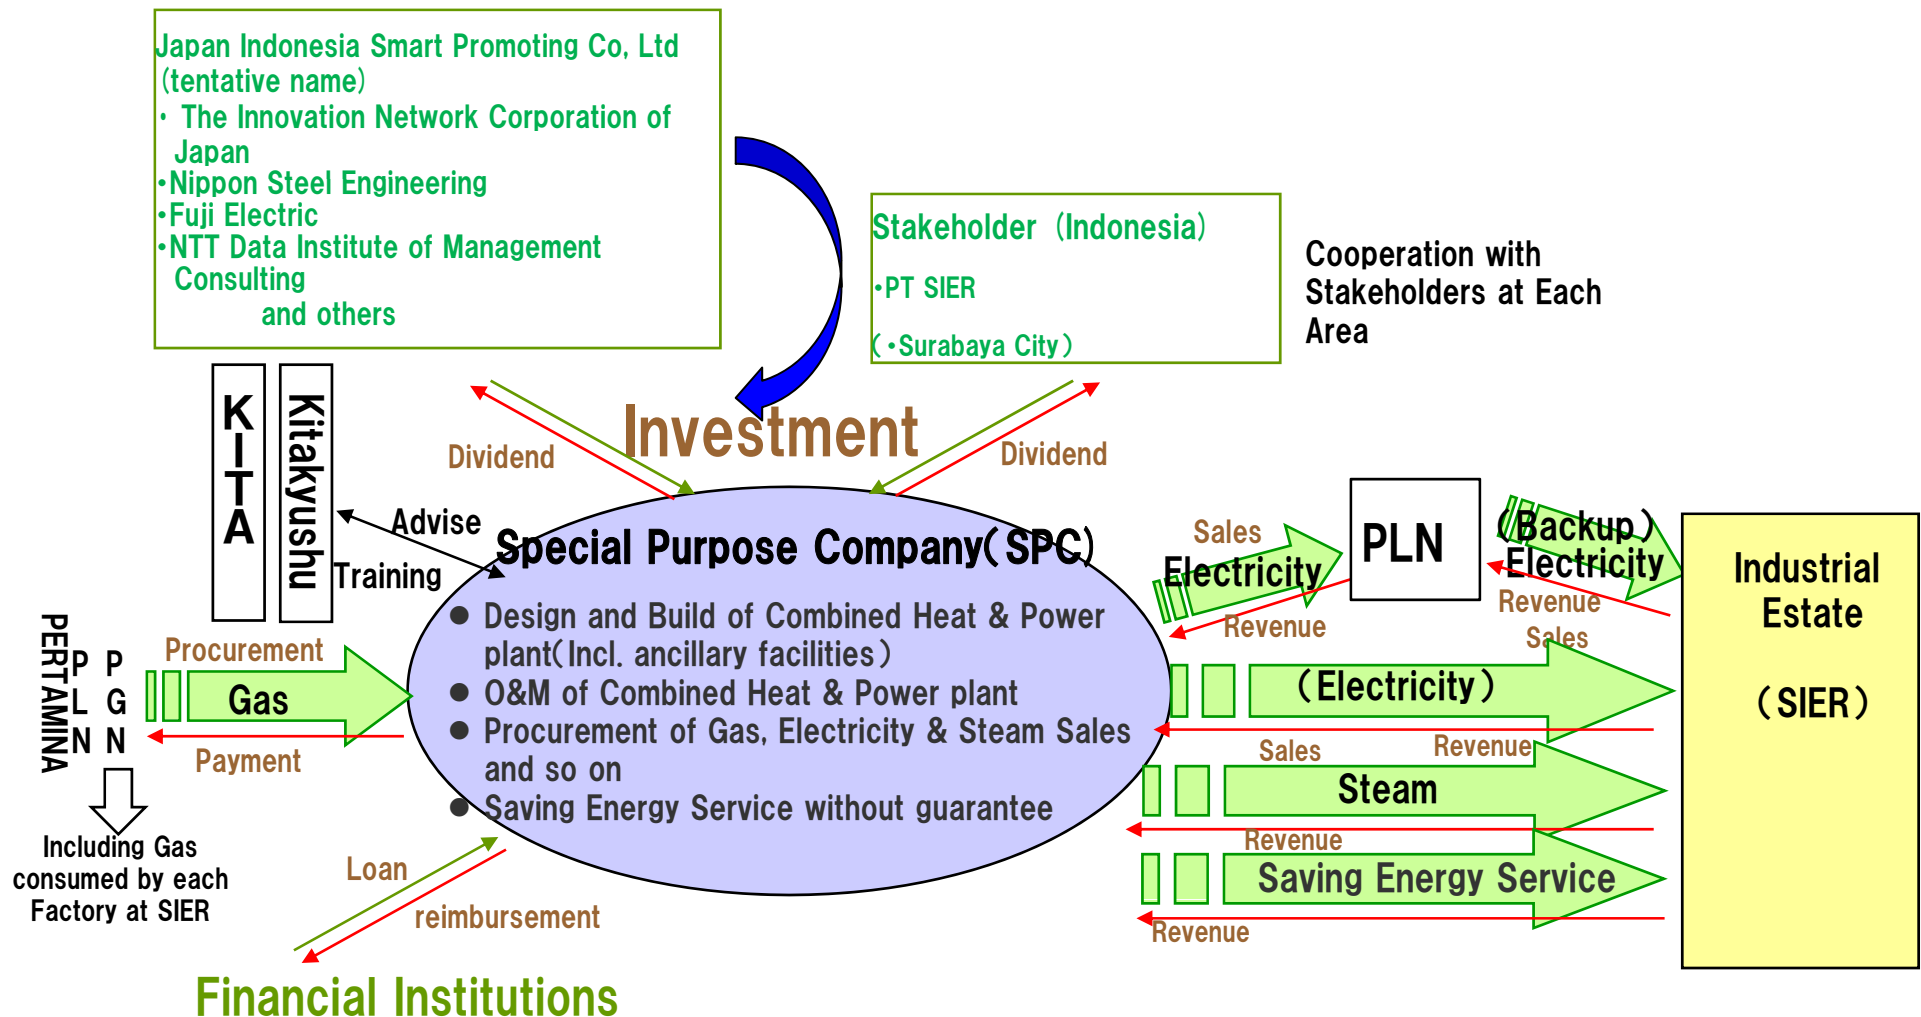 Japan Indonesia Smart Promoting Co, Ltd
(tentative name)
・ The Innovation Network Corporation of
Japan
・Nippon Steel Engineering
・Fuji Electric
・NTT Data Institute of Management
Consulting
and others
Stakeholder (Indonesia)
・PT SIER
(・Surabaya City)
Cooperation with
Stakeholders at Each
Area
KITA
Kitakyushu
Investment
Dividend
Dividend
Advise
Training
Special Purpose Company(SPC)
● Design and Build of Combined Heat & Power
plant(Incl. ancillary facilities)
● O&M of Combined Heat & Power plant
● Procurement of Gas, Electricity & Steam Sales
and so on
● Saving Energy Service without guarantee
Sales
Electricity
Revenue
PLN
(Backup)
Electricity
Revenue
Sales
(Electricity)
Revenue
Sales
Steam
Revenue
Saving Energy Service
Revenue
Industrial
Estate
(SIER)
PERTAMINA
PLN
PGN
Procurement
Gas
Payment
Including Gas
consumed by each
Factory at SIER
Loan
reimbursement
Financial Institutions